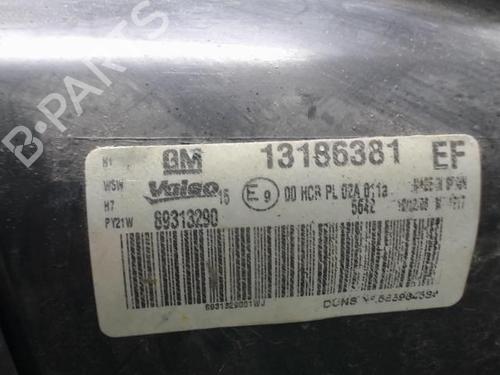 B-PARTS
H1 GM 13186381 EF
W5W Valeo 15 E9 00 HCR PL 02A 011a MADE IN SPAIN
H7 5642
PY21W 89313290